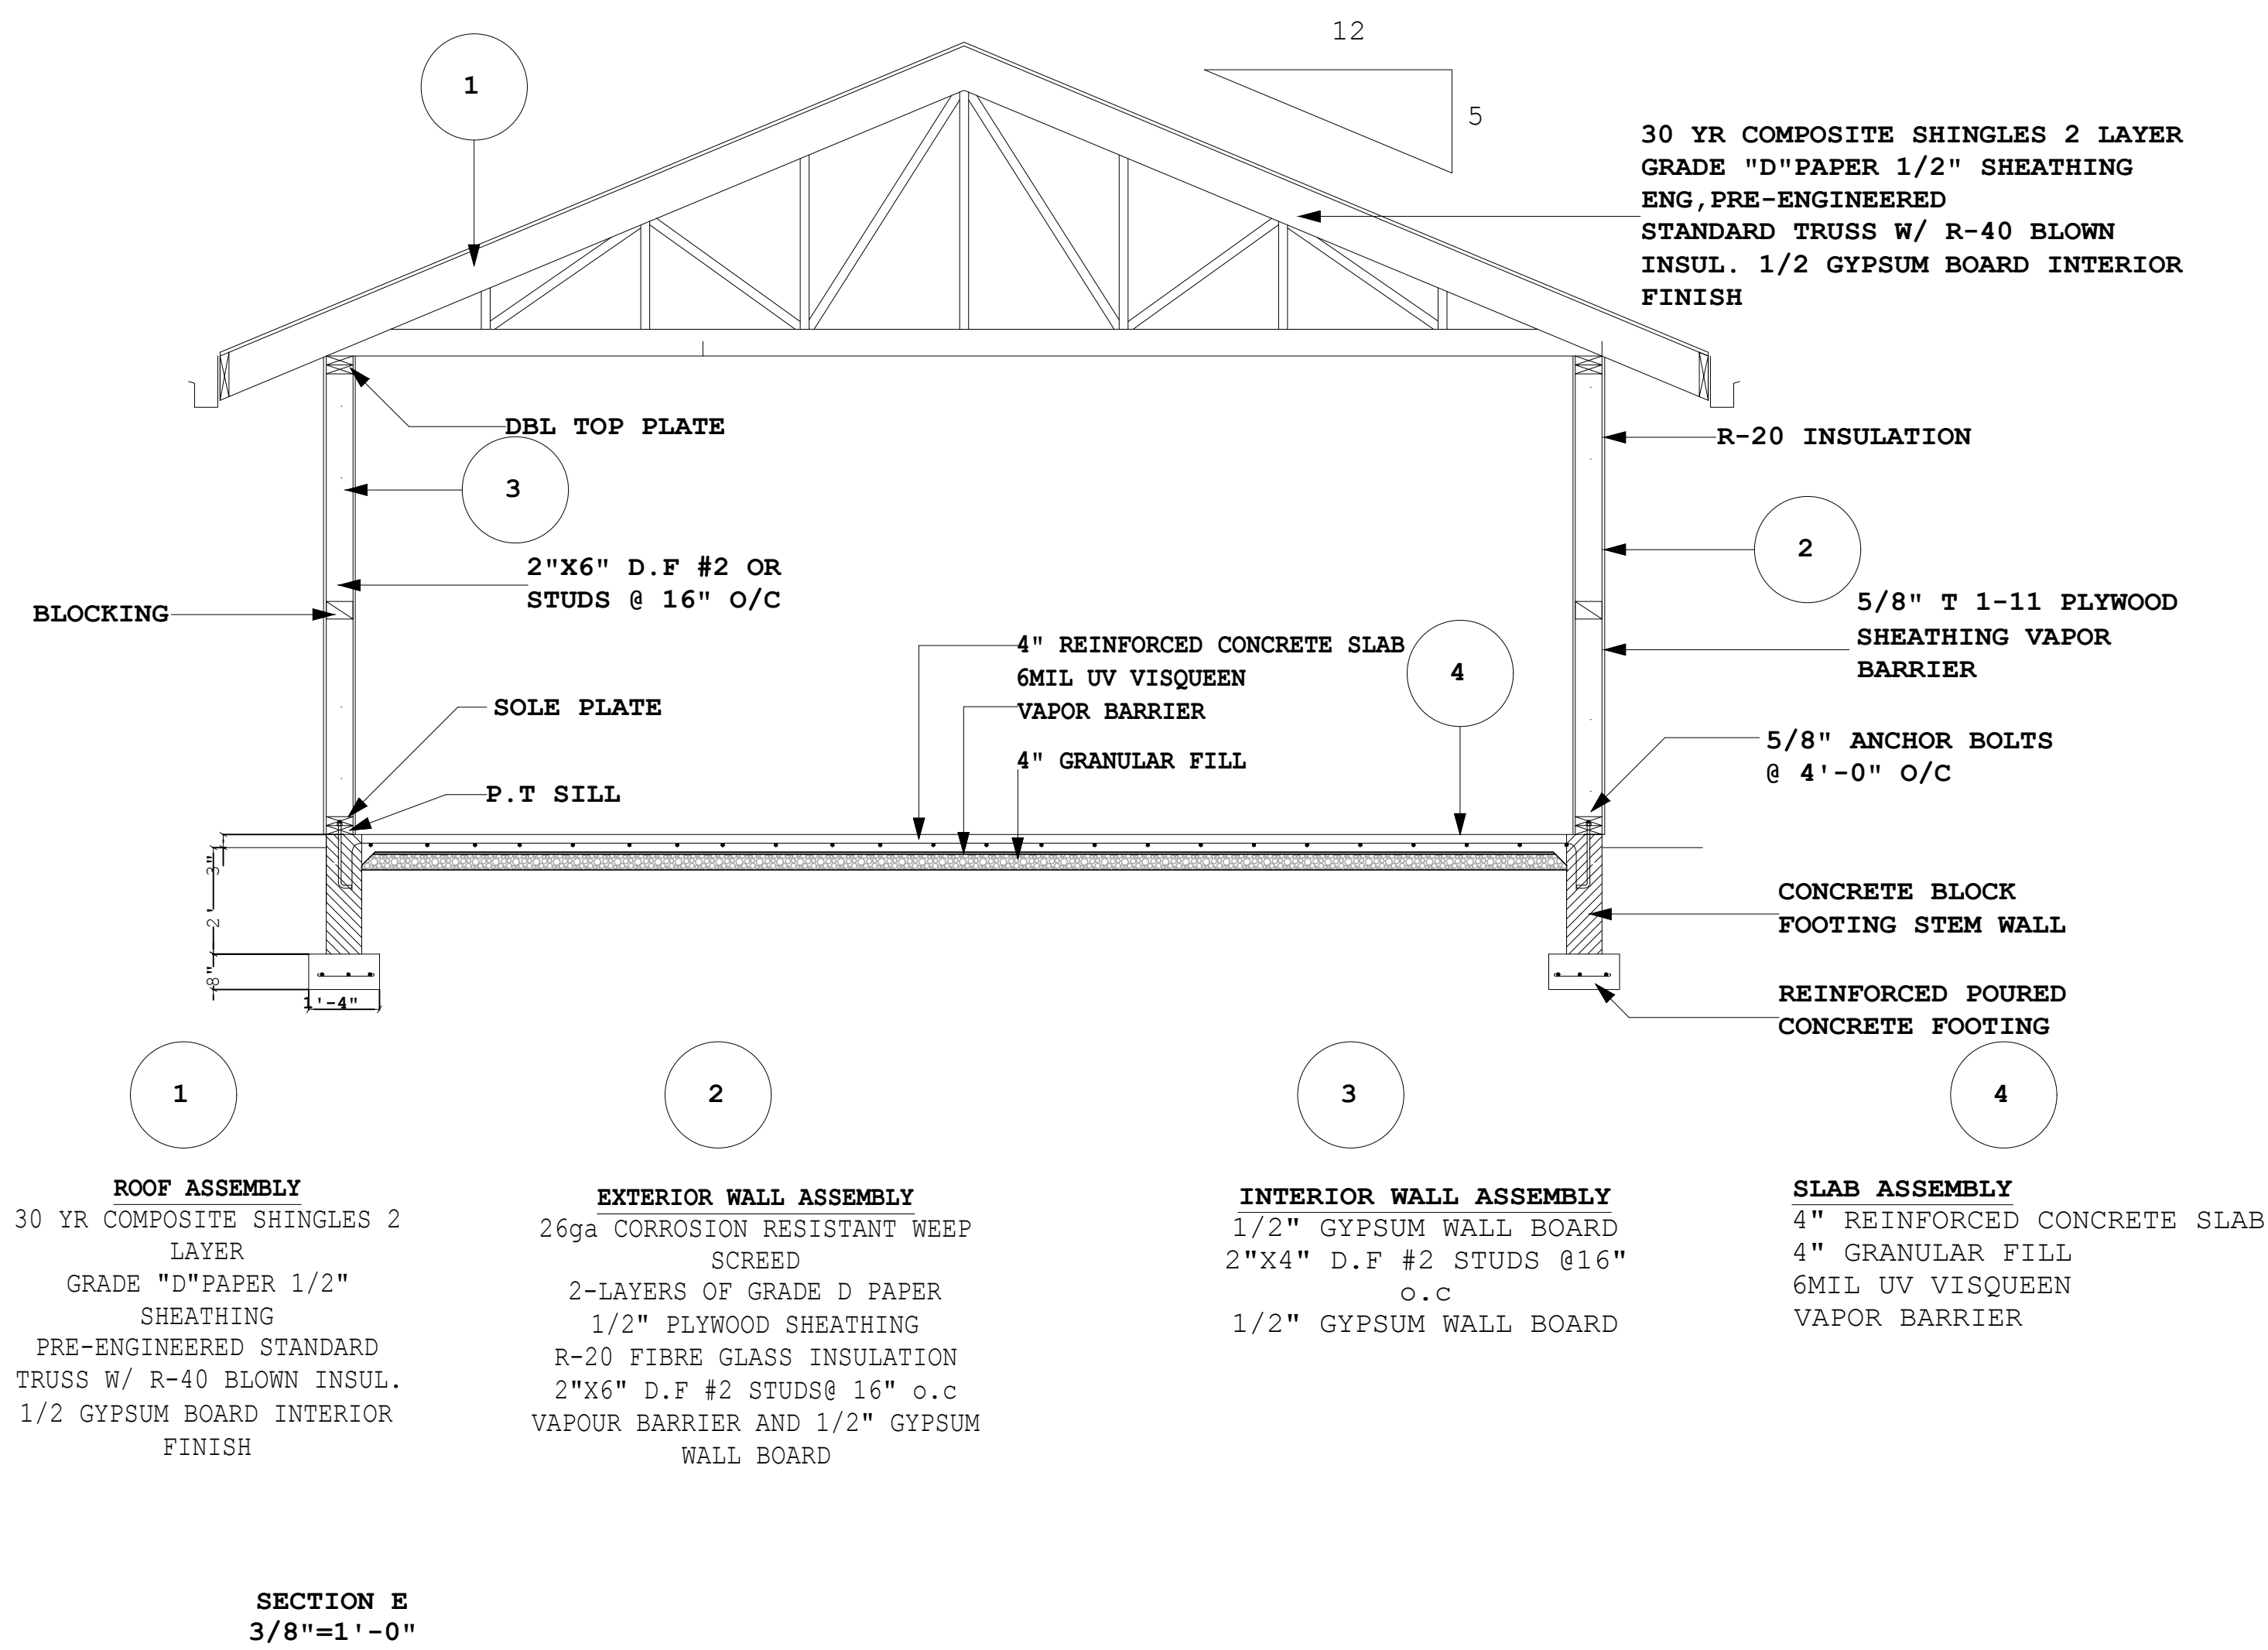 12
1
5
30 YR COMPOSITE SHINGLES 2 LAYER
GRADE "D"PAPER 1/2" SHEATHING
ENG,PRE-ENGINEERED
STANDARD TRUSS W/ R-40 BLOWN
INSUL. 1/2 GYPSUM BOARD INTERIOR
FINISH
DBL TOP PLATE
R-20 INSULATION
3
2
2"X6" D.F #2 OR
STUDS @ 16" O/C
BLOCKING
5/8" T 1-11 PLYWOOD
SHEATHING VAPOR
BARRIER
4" REINFORCED CONCRETE SLAB
6MIL UV VISQUEEN
VAPOR BARRIER
4
SOLE PLATE
4" GRANULAR FILL
5/8" ANCHOR BOLTS
@ 4'-0" O/C
P.T SILL
3"
2'
8"
1'-4"
CONCRETE BLOCK
FOOTING STEM WALL
REINFORCED POURED
CONCRETE FOOTING
1
ROOF ASSEMBLY
30 YR COMPOSITE SHINGLES 2
LAYER
GRADE "D"PAPER 1/2"
SHEATHING
PRE-ENGINEERED STANDARD
TRUSS W/ R-40 BLOWN INSUL.
1/2 GYPSUM BOARD INTERIOR
FINISH
2
EXTERIOR WALL ASSEMBLY
26ga CORROSION RESISTANT WEEP
SCREED
2-LAYERS OF GRADE D PAPER
1/2" PLYWOOD SHEATHING
R-20 FIBRE GLASS INSULATION
2"X6" D.F #2 STUDS@ 16" o.c
VAPOUR BARRIER AND 1/2" GYPSUM
WALL BOARD
3
INTERIOR WALL ASSEMBLY
1/2" GYPSUM WALL BOARD
2"X4" D.F #2 STUDS @16"
o.c
1/2" GYPSUM WALL BOARD
4
SLAB ASSEMBLY
4" REINFORCED CONCRETE SLAB
4" GRANULAR FILL
6MIL UV VISQUEEN
VAPOR BARRIER
SECTION E
3/8"=1'-0"